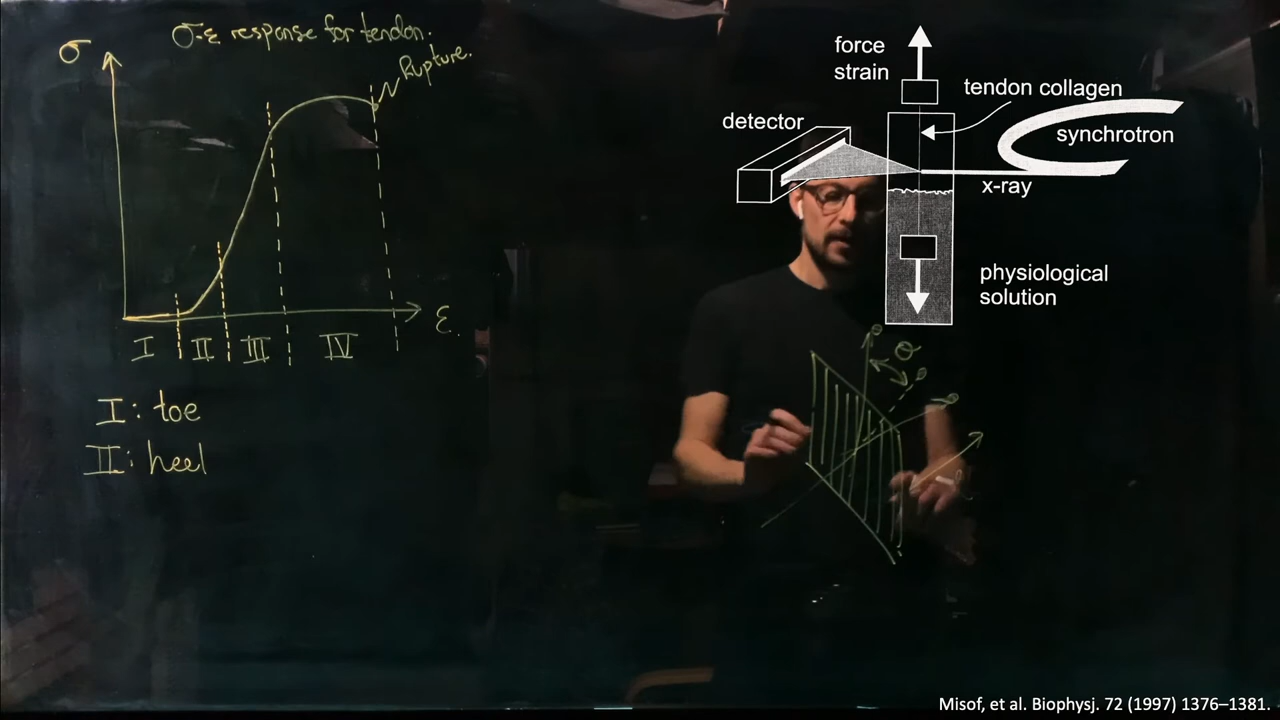 σ-ε response for tendon.
σ
Rupture.
ε.
I II III IV
I: toe
II: heel
force
strain
tendon collagen
detector
synchrotron
x-ray
physiological
solution
θ
Misof, et al. Biophysj. 72 (1997) 1376–1381.